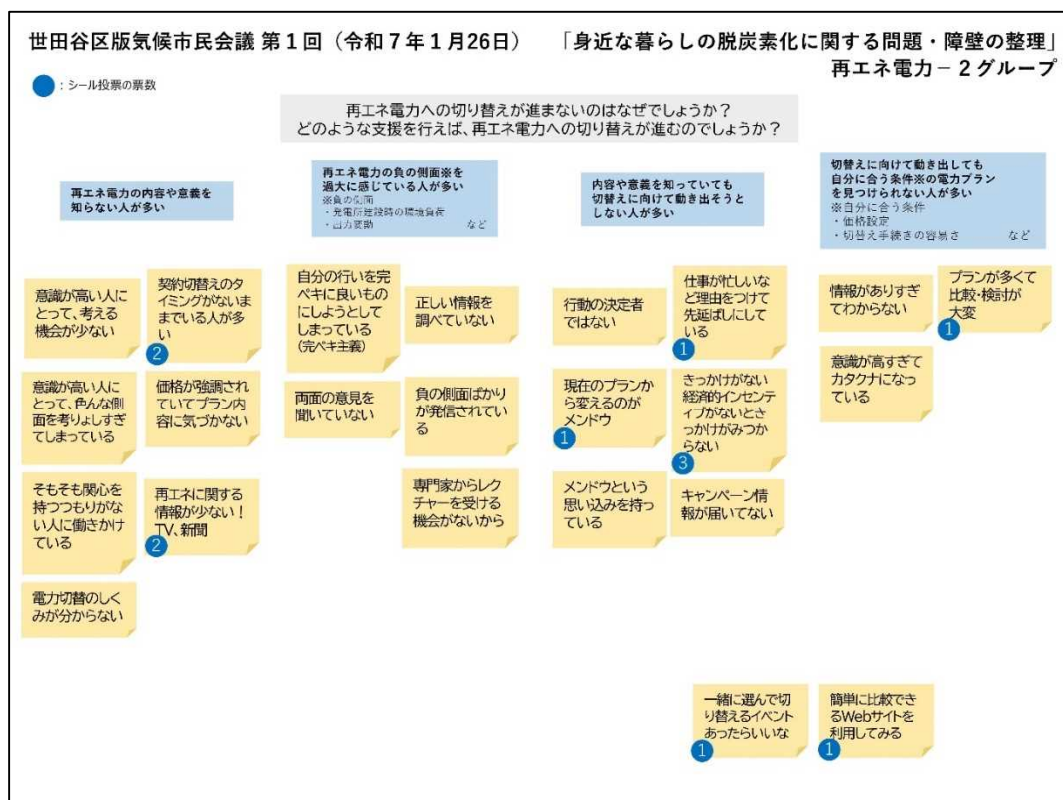 世田谷区版気候市民会議 第1回(令和7年1月26日) 「身近な暮らしの脱炭素化に関する問題・障壁の整理」
再エネ電力－2グループ
:シール投票の票数
再エネ電力への切り替えが進まないのはなぜでしょうか?
どのような支援を行えば、再エネ電力への切り替えが進むのでしょうか?
再エネ電力の内容や意義を
知らない人が多い
意識が高い人に
とって、考える
機会が少ない
契約切替えのタ
イミングがないま
までいる人が多
い
2
意識が高い人に
とって、色んな側
面を考りょしすぎ
てしまっている
価格が強調され
ていてプラン内
容に気づかない
そもそも関心を
持つつもりがな
い人に働きかけ
ている
再エネに関する
情報が少ない!
TV、新聞
2
電力切替のしく
みが分からない
再エネ電力の負の側面※を
過大に感じている人が多い
※負の側面
・発電所建設時の環境負荷
・出力変動 など
自分の行いを完
ペキに良いもの
にしようとして
しまっている
(完ペキ主義)
正しい情報を
調べていない
両面の意見を
聞いていない
負の側面ばかり
が発信されてい
る
専門家からレク
チャーを受ける
機会がないから
内容や意義を知っていても
切替えに向けて動き出そうと
しない人が多い
行動の決定者
ではない
仕事が忙しいな
ど理由をつけて
先延ばしにして
いる
1
現在のプランか
ら変えるのが
メンドウ
1
きっかけがない
経済的インセンテ
ィブがないとき
っかけがみつか
らない
3
メンドウという
思い込みを持っ
ている
キャンペーン情
報が届いてない
切替えに向けて動き出しても
自分に合う条件※の電力プラン
を見つけられない人が多い
※自分に合う条件
・価格設定
・切替え手続きの容易さ など
情報がありすぎ
てわからない
プランが多くて
比較・検討が
大変
1
意識が高すぎて
カタクナになっ
ている
一緒に選んで切
り替えるイベント
あったらいいな
1
簡単に比較でき
るWebサイトを
利用してみる
1